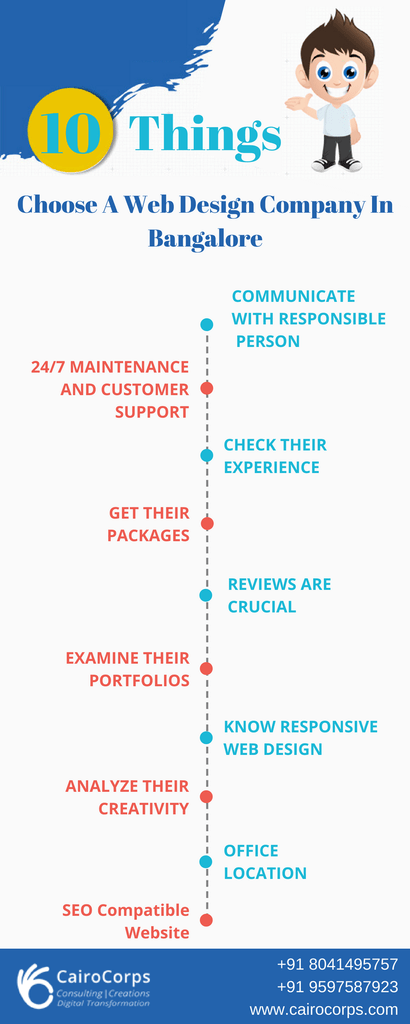 10 Things
Choose A Web Design Company In
Bangalore
COMMUNICATE
WITH RESPONSIBLE
PERSON
24/7 MAINTENANCE
AND CUSTOMER
SUPPORT
CHECK THEIR
EXPERIENCE
GET THEIR
PACKAGES
REVIEWS ARE
CRUCIAL
EXAMINE THEIR
PORTFOLIOS
KNOW RESPONSIVE
WEB DESIGN
ANALYZE THEIR
CREATIVITY
OFFICE
LOCATION
SEO Compatible
Website
CairoCorps
Consulting|Creations
Digital Transformation
+91 8041495757
+91 9597587923
www.cairocorps.com